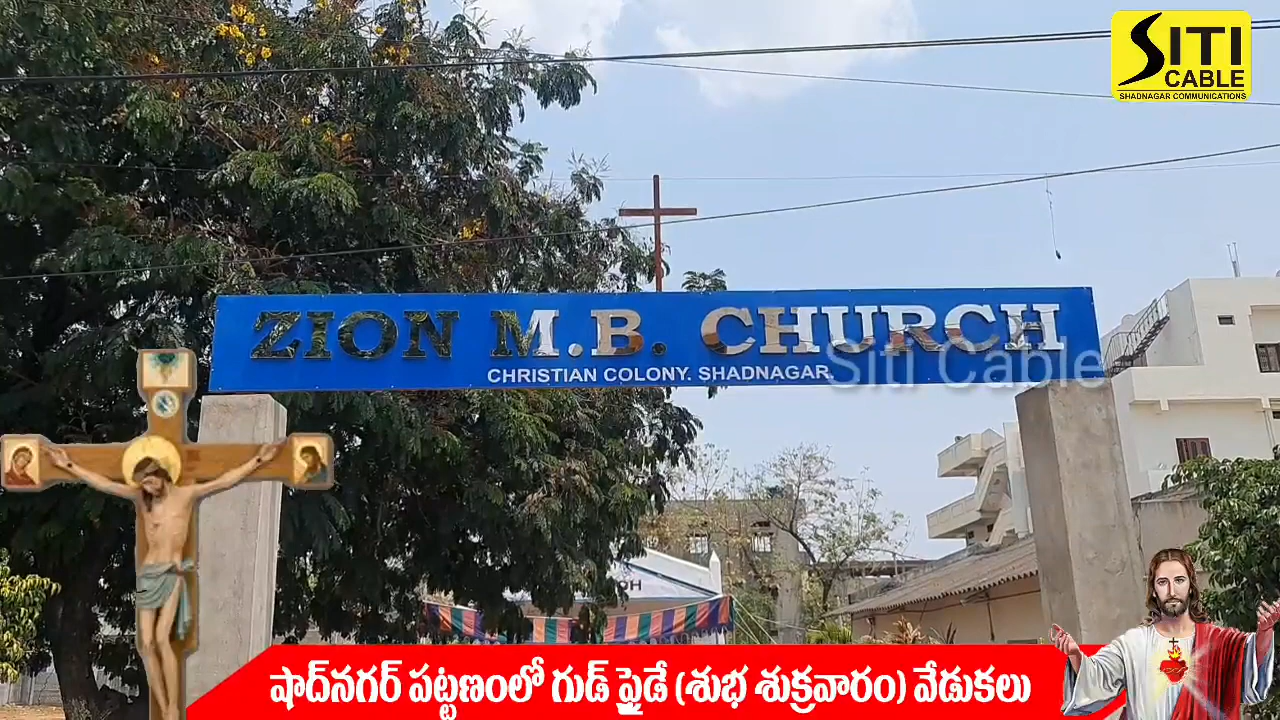 SITI
CABLE
SHADNAGAR COMMUNICATIONS
ZION M.B. CHURCH
CHRISTIAN COLONY. SHADNAGAR.
Siti Cable
షాద్‌నగర్ పట్టణంలో గుడ్ ఫ్రైడే (శుభ శుక్రవారం) వేడుకలు